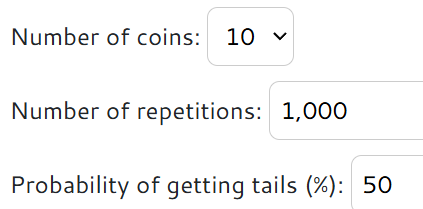 Number of coins: 10
Number of repetitions: 1,000
Probability of getting tails (%): 50